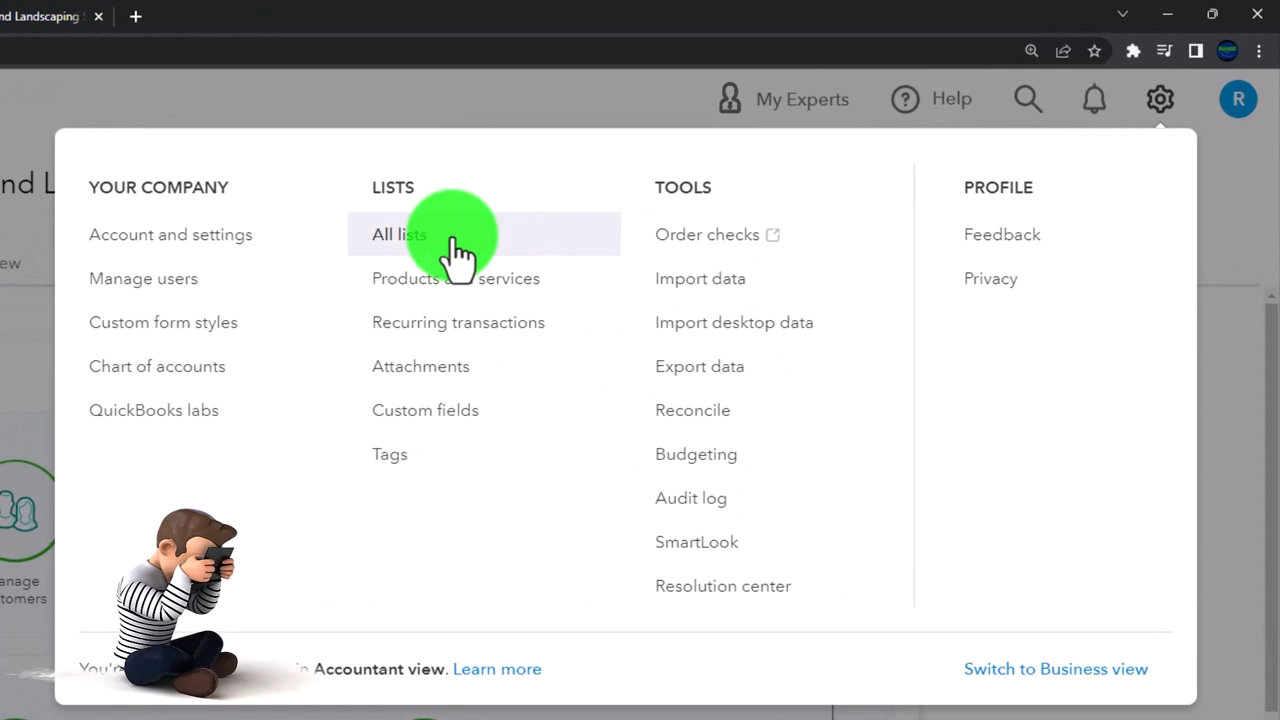 nd Landscaping
My Experts
Help
R
nd L
YOUR COMPANY
Account and settings
Manage users
Custom form styles
Chart of accounts
QuickBooks labs
LISTS
All lists
Products services
Recurring transactions
Attachments
Custom fields
Tags
TOOLS
Order checks
Import data
Import desktop data
Export data
Reconcile
Budgeting
Audit log
SmartLook
Resolution center
PROFILE
Feedback
Privacy
ew
anage
tomers
You're in Accountant view. Learn more
Switch to Business view